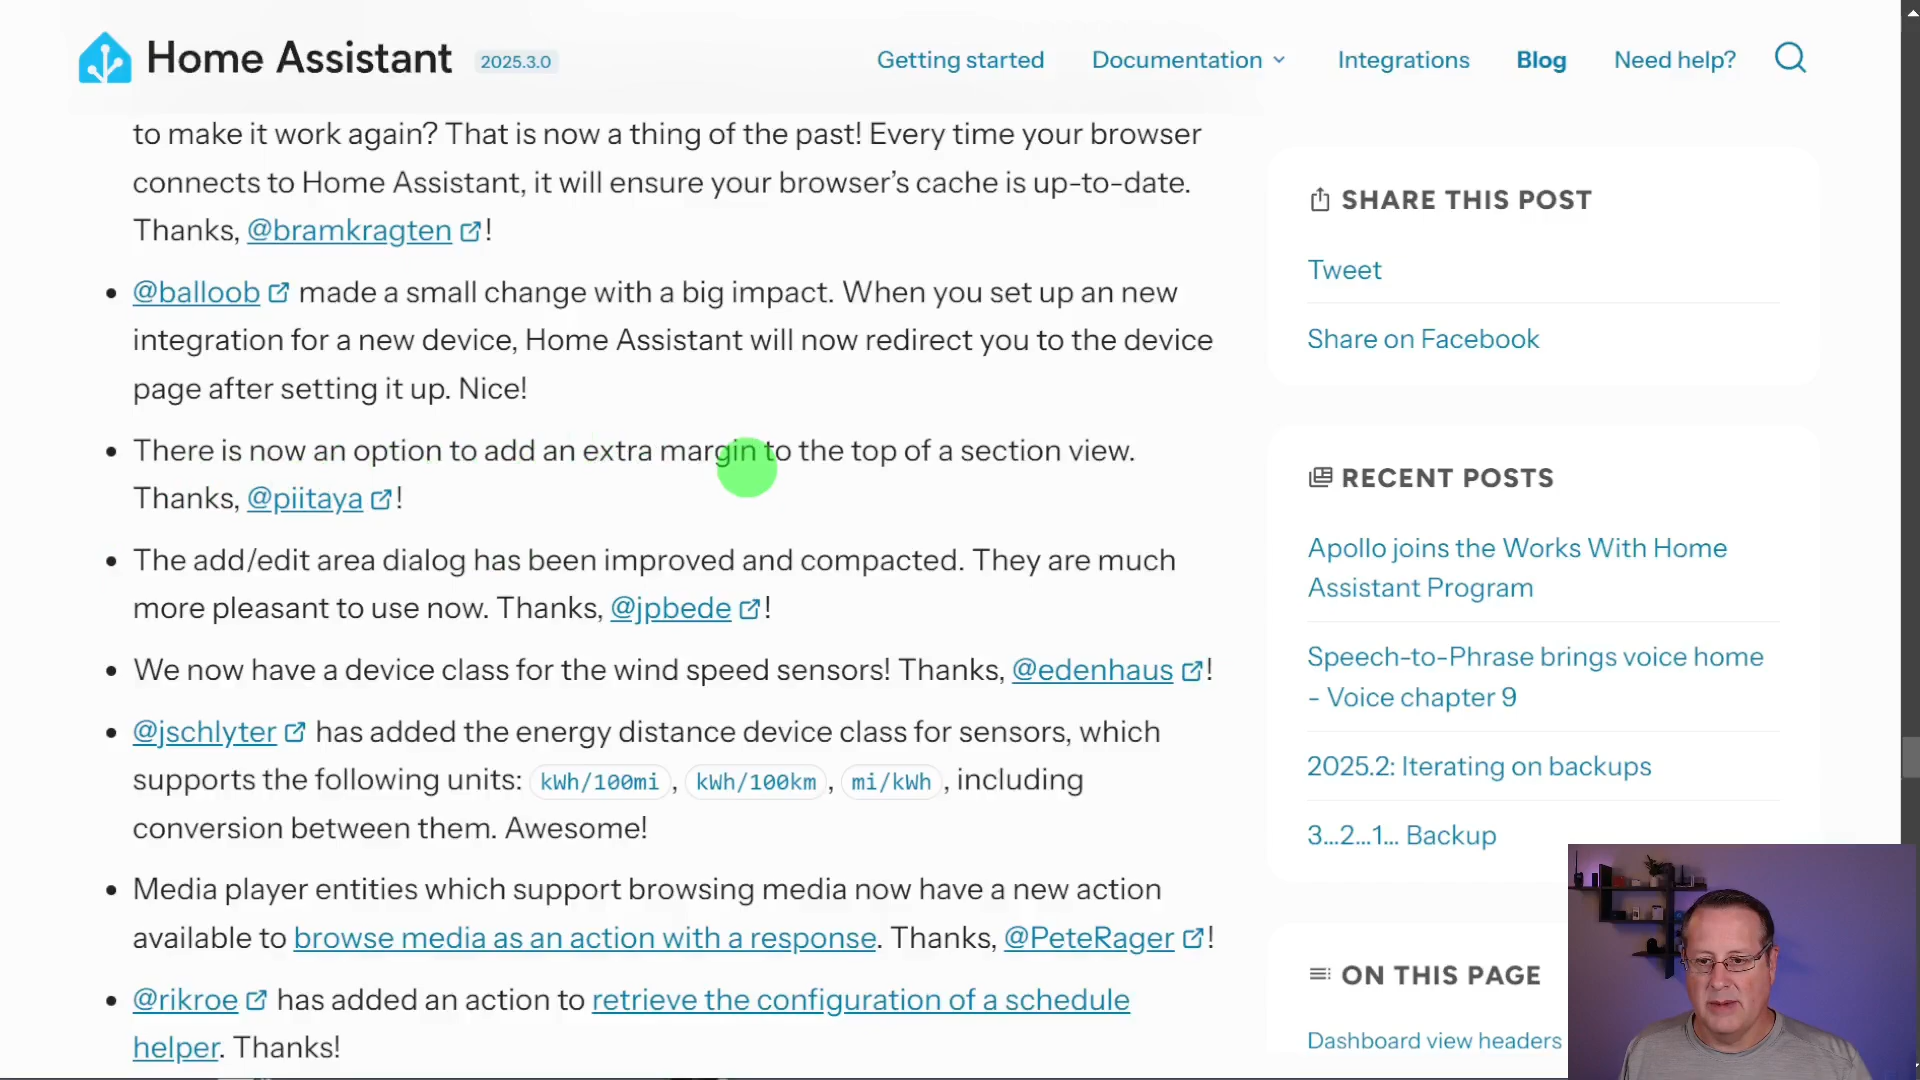 Home Assistant 2025.3.0
Getting started
Documentation
Integrations
Blog
Need help?
to make it work again? That is now a thing of the past! Every time your browser
connects to Home Assistant, it will ensure your browser’s cache is up-to-date.
Thanks, @bramkragten!
@balloob made a small change with a big impact. When you set up an new
integration for a new device, Home Assistant will now redirect you to the device
page after setting it up. Nice!
There is now an option to add an extra margin to the top of a section view.
Thanks, @piitaya!
The add/edit area dialog has been improved and compacted. They are much
more pleasant to use now. Thanks, @jpbede!
We now have a device class for the wind speed sensors! Thanks, @edenhaus!
@jschlyter has added the energy distance device class for sensors, which
supports the following units: kWh/100mi, kWh/100km, mi/kWh, including
conversion between them. Awesome!
Media player entities which support browsing media now have a new action
available to browse media as an action with a response. Thanks, @PeteRager!
@rikroe has added an action to retrieve the configuration of a schedule
helper. Thanks!
SHARE THIS POST
Tweet
Share on Facebook
RECENT POSTS
Apollo joins the Works With Home
Assistant Program
Speech-to-Phrase brings voice home
- Voice chapter 9
2025.2: Iterating on backups
3…2…1… Backup
ON THIS PAGE
Dashboard view headers